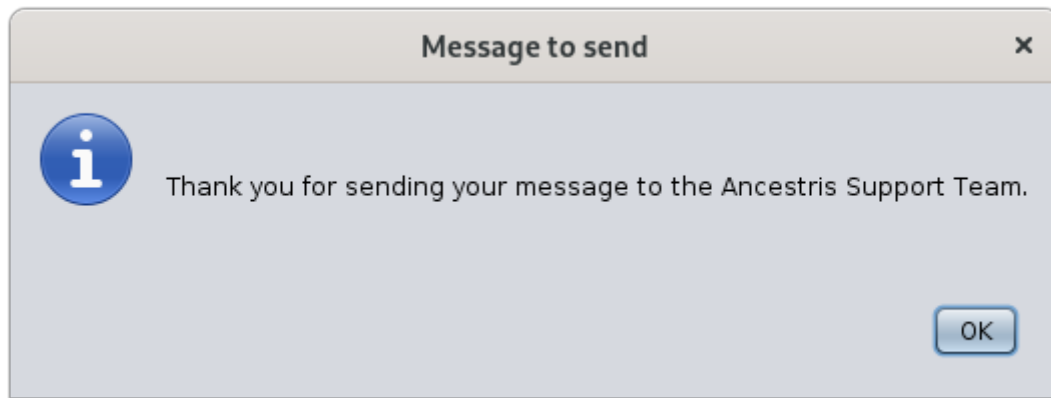 Message to send
Thank you for sending your message to the Ancestris Support Team.
OK